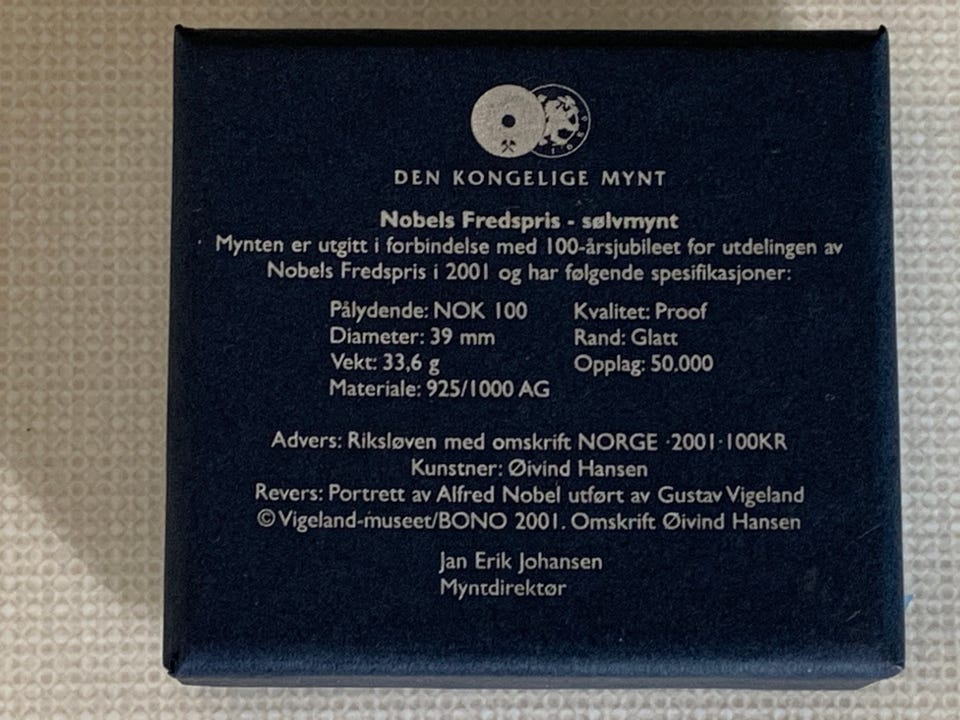 DEN KONGELIGE MYNT
Nobels Fredspris - sølvmynt
Mynten er utgitt i forbindelse med 100-årsjubileet for utdelingen av
Nobels Fredspris i 2001 og har følgende spesifikasjoner:
Pålydende: NOK 100 Kvalitet: Proof
Diameter: 39 mm Rand: Glatt
Vekt: 33,6 g Opplag: 50.000
Materiale: 925/1000 AG
Advers: Riksløven med omskrift NORGE ·2001·100KR
Kunstner: Øivind Hansen
Revers: Portrett av Alfred Nobel utført av Gustav Vigeland
© Vigeland-museet/BONO 2001. Omskrift Øivind Hansen
Jan Erik Johansen
Myntdirektør